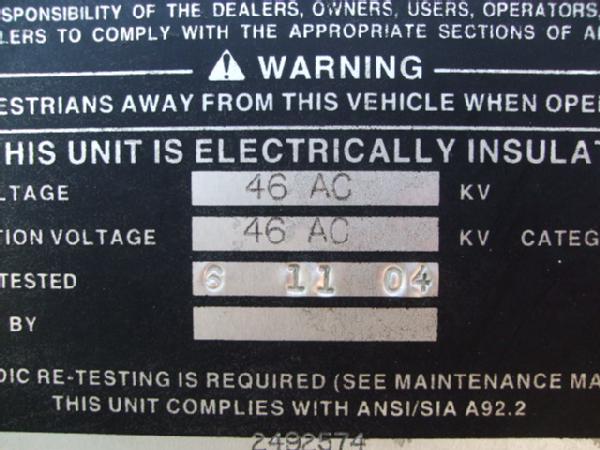 SPONSIBILITY OF THE DEALERS, OWNERS, USERS, OPERATORS,
LERS TO COMPLY WITH THE APPROPRIATE SECTIONS OF A
WARNING
ESTRIANS AWAY FROM THIS VEHICLE WHEN OPE
THIS UNIT IS ELECTRICALLY INSULAT
LTAGE 46 AC KV
TION VOLTAGE 46 AC KV CATEG
TESTED 6 11 04
BY
DIC RE-TESTING IS REQUIRED (SEE MAINTENANCE MA
THIS UNIT COMPLIES WITH ANSI/SIA A92.2
2492574